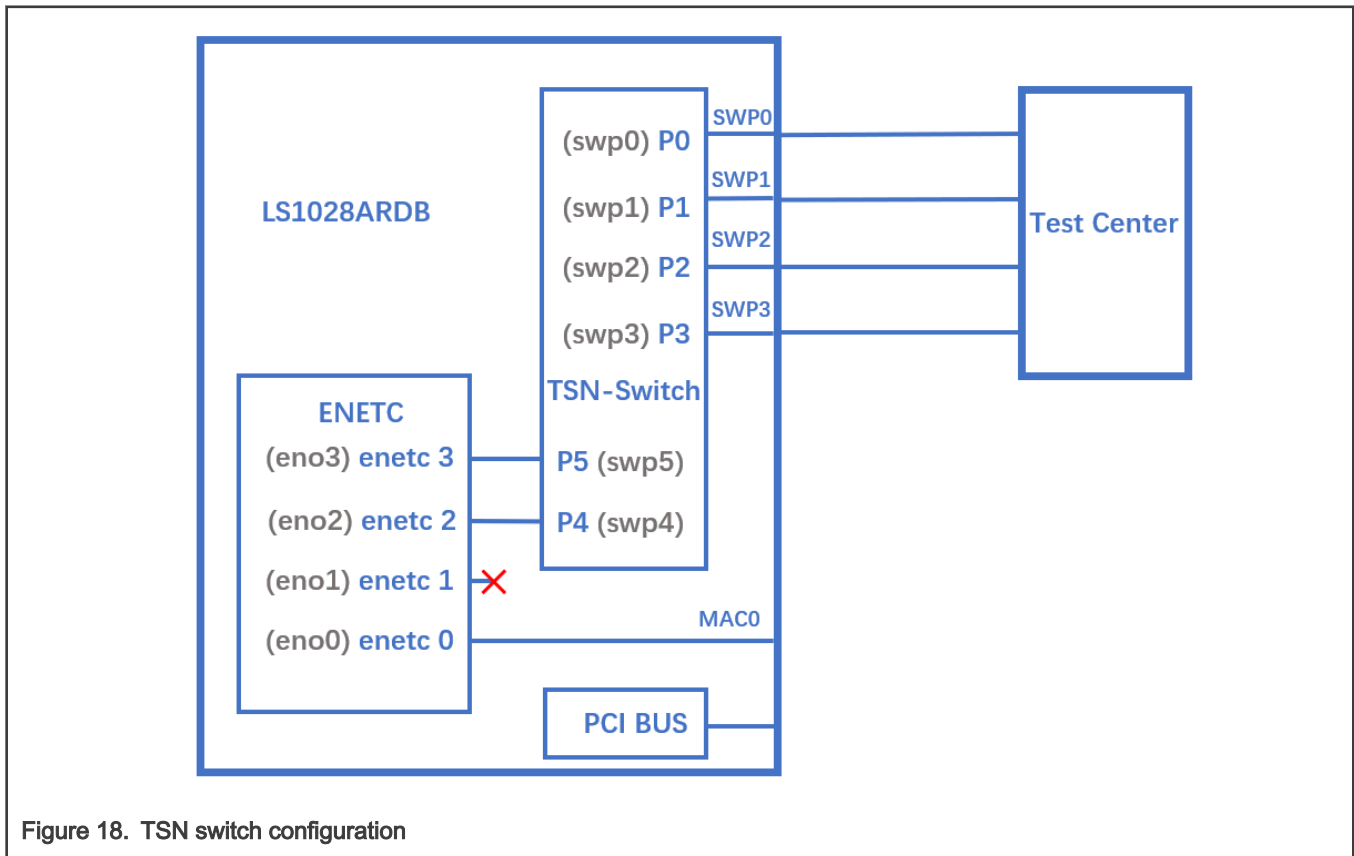 LS1028ARDB
(swp0) P0
(swp1) P1
(swp2) P2
(swp3) P3
TSN-Switch
P5 (swp5)
P4 (swp4)
SWP0
SWP1
SWP2
SWP3
Test Center
ENETC
(eno3) enetc 3
(eno2) enetc 2
(eno1) enetc 1
(eno0) enetc 0
MAC0
PCI BUS
Figure 18. TSN switch configuration